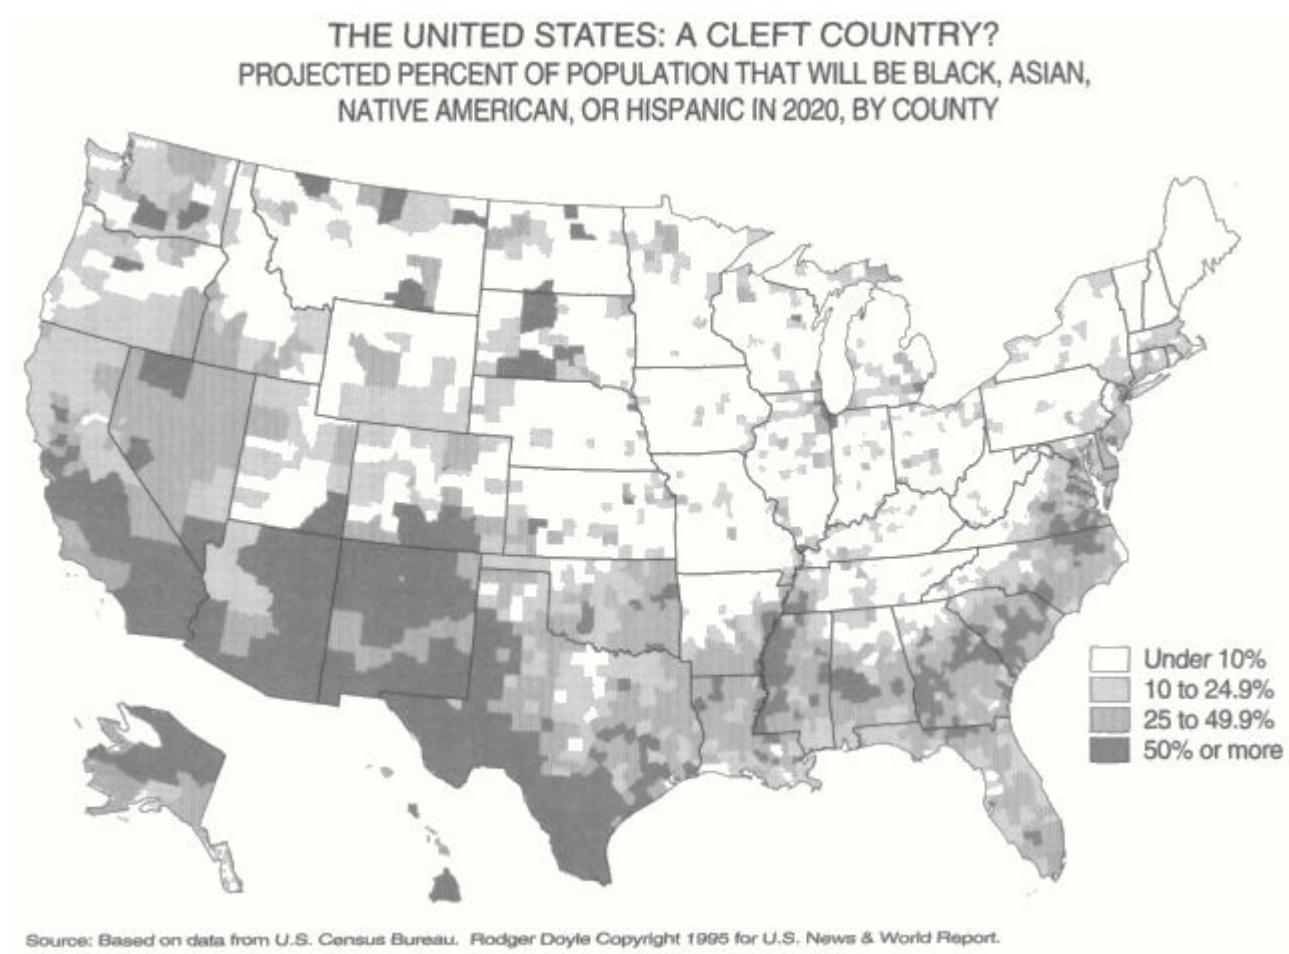 THE UNITED STATES: A CLEFT COUNTRY?
PROJECTED PERCENT OF POPULATION THAT WILL BE BLACK, ASIAN,
NATIVE AMERICAN, OR HISPANIC IN 2020, BY COUNTY
Under 10%
10 to 24.9%
25 to 49.9%
50% or more
Source: Based on data from U.S. Census Bureau. Rodger Doyle Copyright 1995 for U.S. News & World Report.